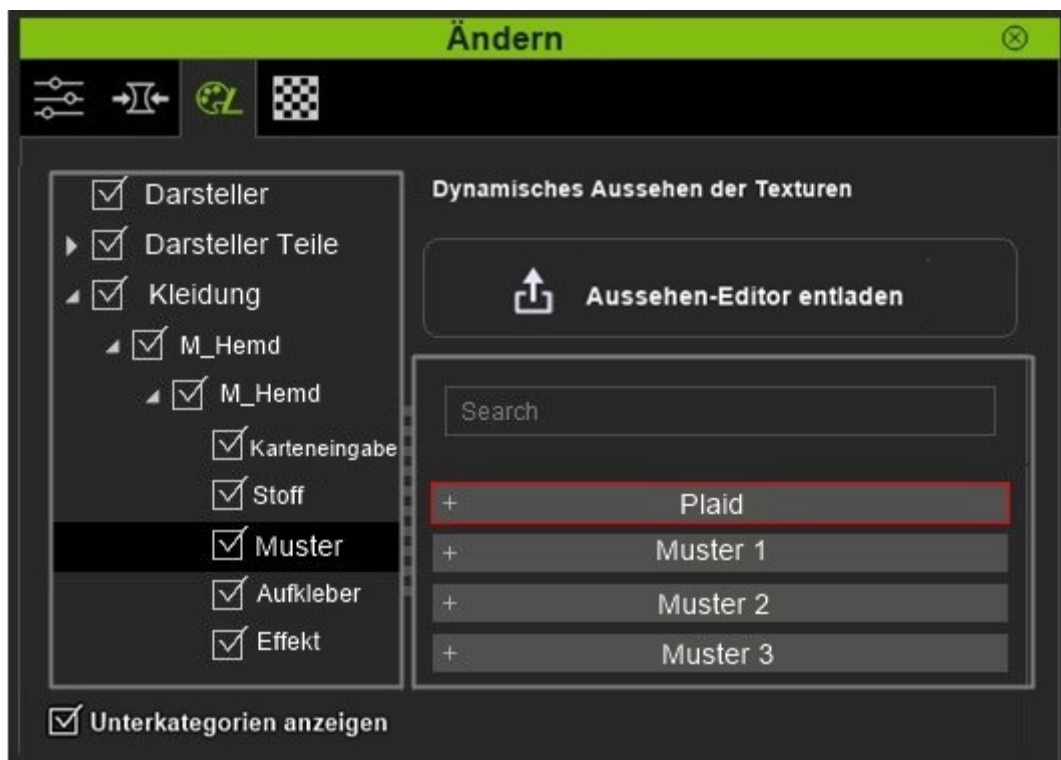 Ändern
Darsteller
Darsteller Teile
Kleidung
M_Hemd
M_Hemd
Karteneingabe
Stoff
Muster
Aufkleber
Effekt
Unterkategorien anzeigen
Dynamisches Aussehen der Texturen
Aussehen-Editor entladen
Search
+ Plaid
+ Muster 1
+ Muster 2
+ Muster 3